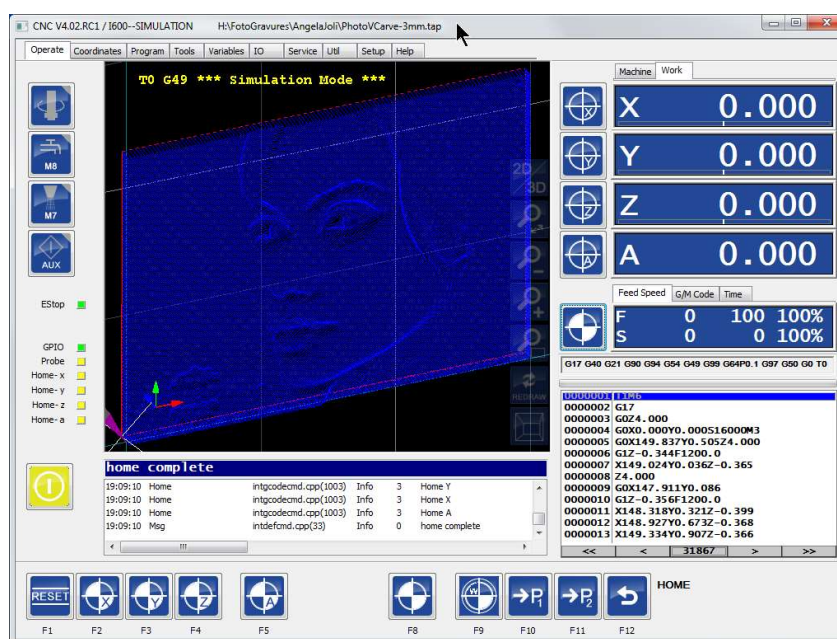 CNC V4.02.RC1 / I600--SIMULATION H:\FotoGravures\AngelaJoli\PhotoVCarve-3mm.tap
Operate Coordinates Program Tools Variables IO Service Util Setup Help
T0 G49 *** Simulation Mode ***
M8
M7
AUX
EStop
GPIO
Probe
Home-x
Home-y
Home-z
Home-a
2D
3D
REDRAW
home complete
19:09:10 Home intgcodecmd.cpp(1003) Info 3 Home Y
19:09:10 Home intgcodecmd.cpp(1003) Info 3 Home X
19:09:10 Home intgcodecmd.cpp(1003) Info 3 Home A
19:09:10 Msg intdefcmd.cpp(33) Info 0 home complete
Machine Work
X X 0.000
Y Y 0.000
Z Z 0.000
A A 0.000
Feed Speed G/M Code Time
F 0 100 100%
S 0 0 100%
G17 G40 G21 G90 G94 G54 G49 G99 G64P0.1 G97 G50 G0 T0
0000001 T1M6
0000002 G17
0000003 G0Z4.000
0000004 G0X0.000Y0.000S16000M3
0000005 G0X149.837Y0.505Z4.000
0000006 G1Z-0.344F1200.0
0000007 X149.024Y0.036Z-0.365
0000008 Z4.000
0000009 G0X147.911Y0.086
0000010 G1Z-0.356F1200.0
0000011 X148.318Y0.321Z-0.399
0000012 X148.927Y0.673Z-0.368
0000013 X149.334Y0.907Z-0.366
<< < 31867 > >>
RESET X Y Z A W P1 P2 HOME
F1 F2 F3 F4 F5 F8 F9 F10 F11 F12